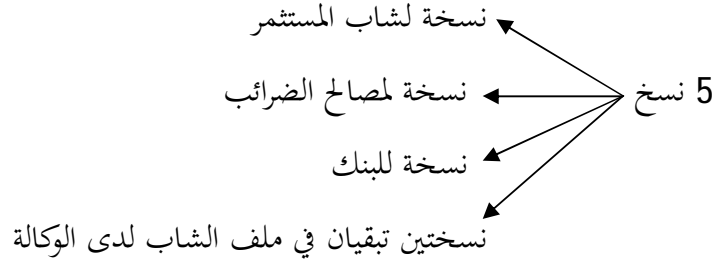 نسخة لشاب المستثمر
5 نسخ
نسخة لمصالح الضرائب
نسخة للبنك
نسختين تبقيان في ملف الشاب لدى الوكالة